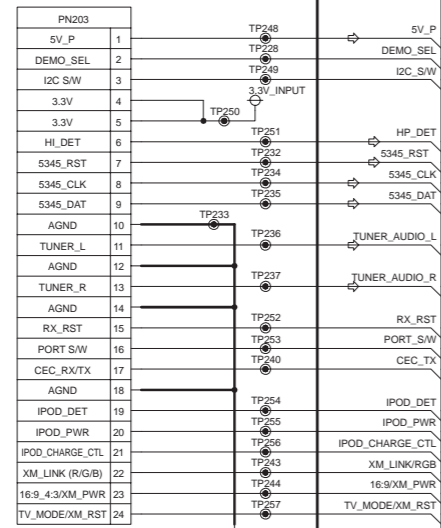 PN203
5V_P 1 TP248 5V_P
DEMO_SEL 2 TP228 DEMO_SEL
I2C S/W 3 TP249 I2C_S/W
3.3V 4 3.3V_INPUT
3.3V 5 TP250
HI_DET 6 TP251 HP_DET
5345_RST 7 TP232 5345_RST
5345_CLK 8 TP234 5345_CLK
5345_DAT 9 TP235 5345_DAT
AGND 10 TP233
TUNER_L 11 TP236 TUNER_AUDIO_L
AGND 12
TUNER_R 13 TP237 TUNER_AUDIO_R
AGND 14
RX_RST 15 TP252 RX_RST
PORT S/W 16 TP253 PORT_S/W
CEC_RX/TX 17 TP240 CEC_TX
AGND 18
IPOD_DET 19 TP254 IPOD_DET
IPOD_PWR 20 TP255 IPOD_PWR
IPOD_CHARGE_CTL 21 TP256 IPOD_CHARGE_CTL
XM_LINK (R/G/B) 22 TP243 XM_LINK/RGB
16:9_4:3/XM_PWR 23 TP244 16:9/XM_PWR
TV_MODE/XM_RST 24 TP257 TV_MODE/XM_RST